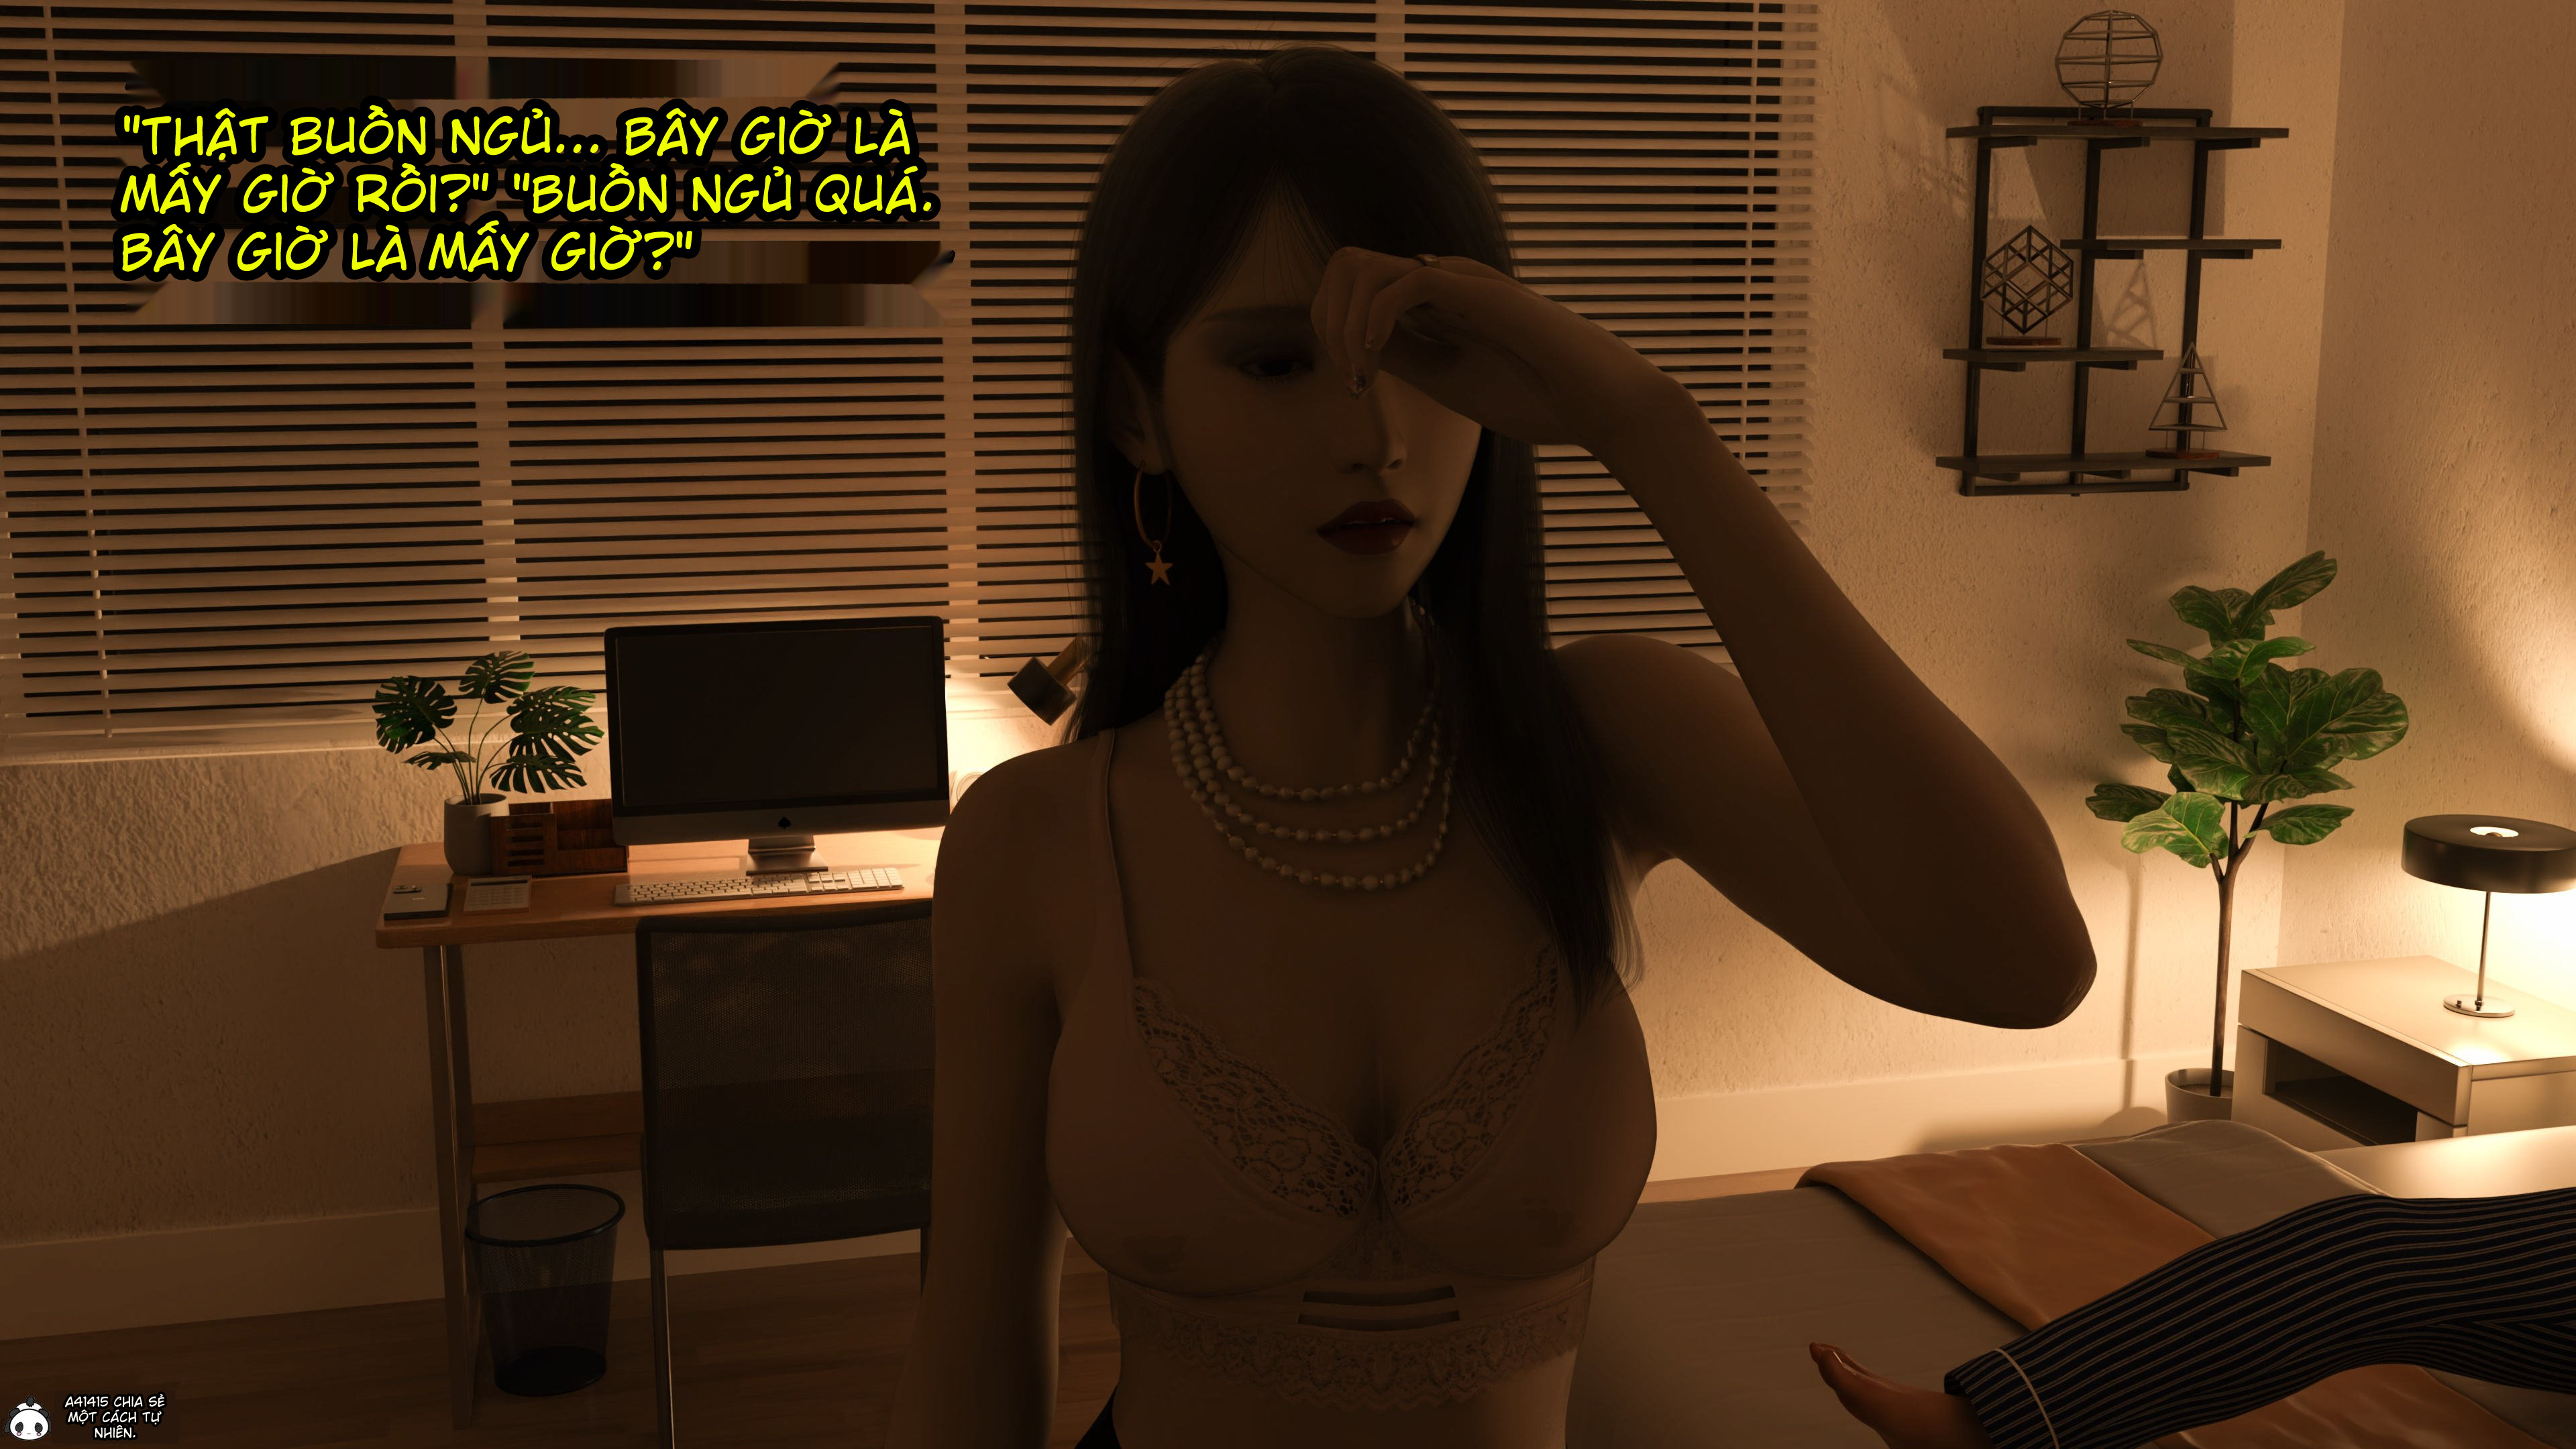 "THẬT BUỒN NGỦ... BÂY GIỜ LÀ
MẤY GIỜ RỒI?" "BUỒN NGỦ QUÁ.
BÂY GIỜ LÀ MẤY GIỜ?"
A41415 CHIA SẺ
MỘT CÁCH TỰ
NHIÊN.